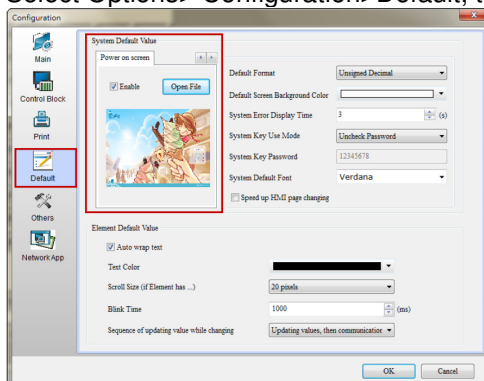 Select Options> Configuration> Default, t
Configuration
Main
Control Block
Print
Default
Others
Network App
System Default Value
Power on screen
Enable
Open File
Default Format
Unsigned Decimal
Default Screen Background Color
System Error Display Time
3
(s)
System Key Use Mode
Uncheck Password
System Key Password
12345678
System Default Font
Verdana
Speed up HMI page changing
Element Default Value
Auto wrap text
Text Color
Scroll Size (if Element has ...)
20 pixels
Blink Time
1000
(ms)
Sequence of updating value while changing
Updating values, then communicatior
OK
Cancel